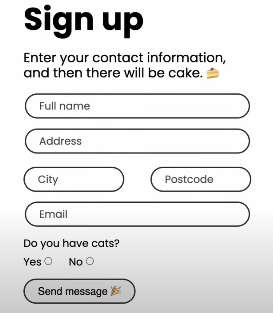 Sign up
Enter your contact information,
and then there will be cake. 🍰
Full name
Address
City Postcode
Email
Do you have cats?
Yes No
Send message 🎉